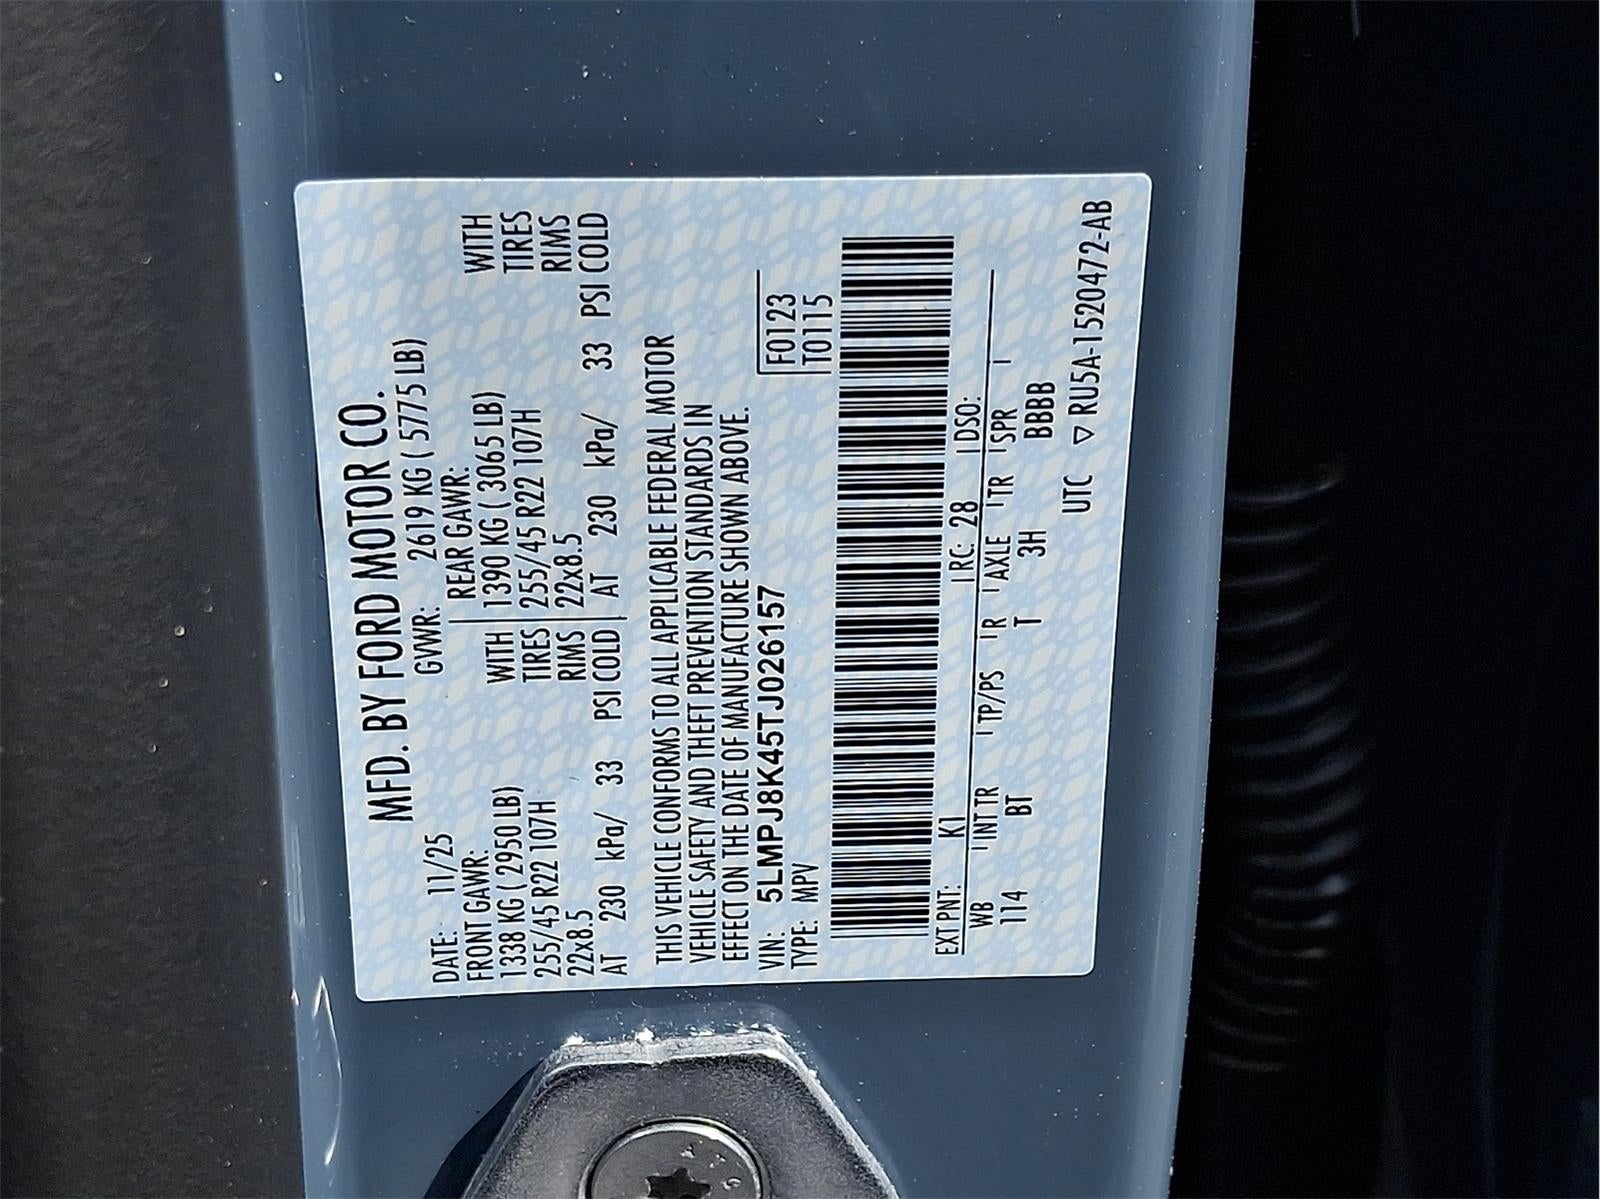 MFD. BY FORD MOTOR CO.
DATE: 11/25 GVWR: 2619 KG ( 5775 LB)
FRONT GAWR: REAR GAWR:
1338 KG ( 2950 LB) WITH 1390 KG ( 3065 LB) WITH
255/45 R22 107H TIRES 255/45 R22 107H TIRES
22x8.5 RIMS 22x8.5 RIMS
AT 230 kPa/ 33 PSI COLD AT 230 kPa/ 33 PSI COLD
THIS VEHICLE CONFORMS TO ALL APPLICABLE FEDERAL MOTOR
VEHICLE SAFETY AND THEFT PREVENTION STANDARDS IN
EFFECT ON THE DATE OF MANUFACTURE SHOWN ABOVE.
VIN: 5LMPJ8K45TJ026157 F0123
TYPE: MPV T0115
EXT PNT: K1 RC: 28 DSO:
WB INT TR TP/PS R AXLE TR SPR
114 BT T 3H BBBB
UTC ▽ RU5A-1520472-AB